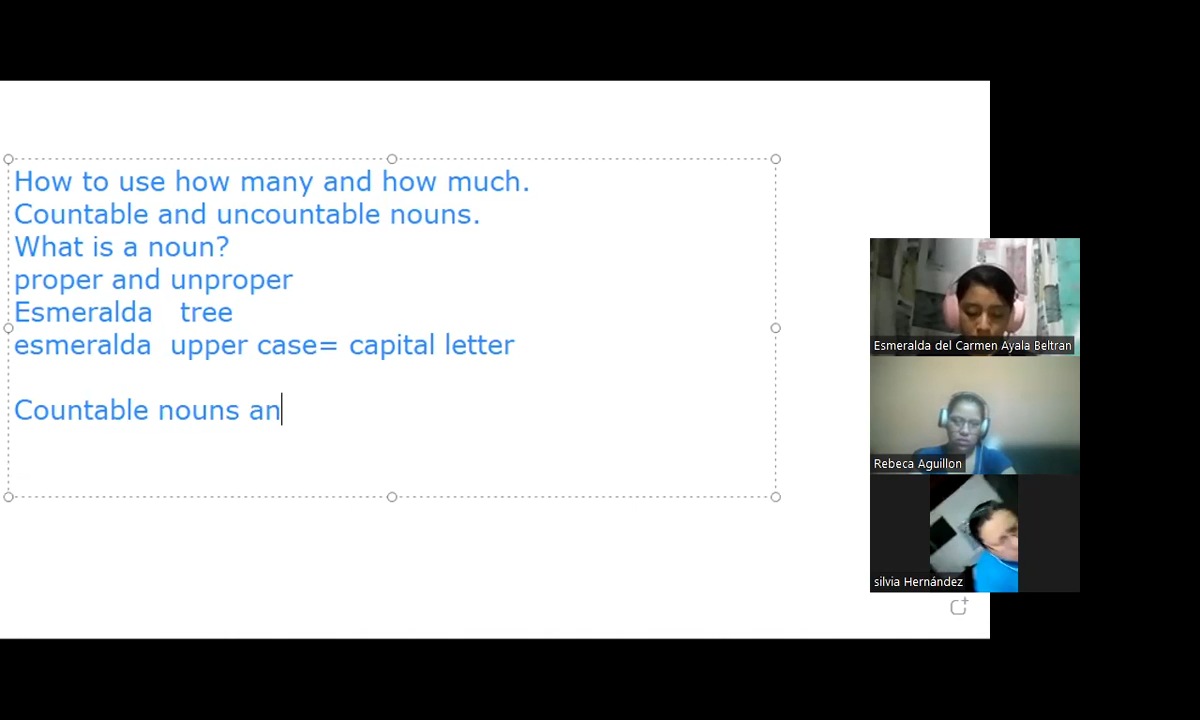 How to use how many and how much.
Countable and uncountable nouns.
What is a noun?
proper and unproper
Esmeralda tree
esmeralda upper case= capital letter
Countable nouns an
Esmeralda del Carmen Ayala Beltran
Rebeca Aguillon
silvia Hernández